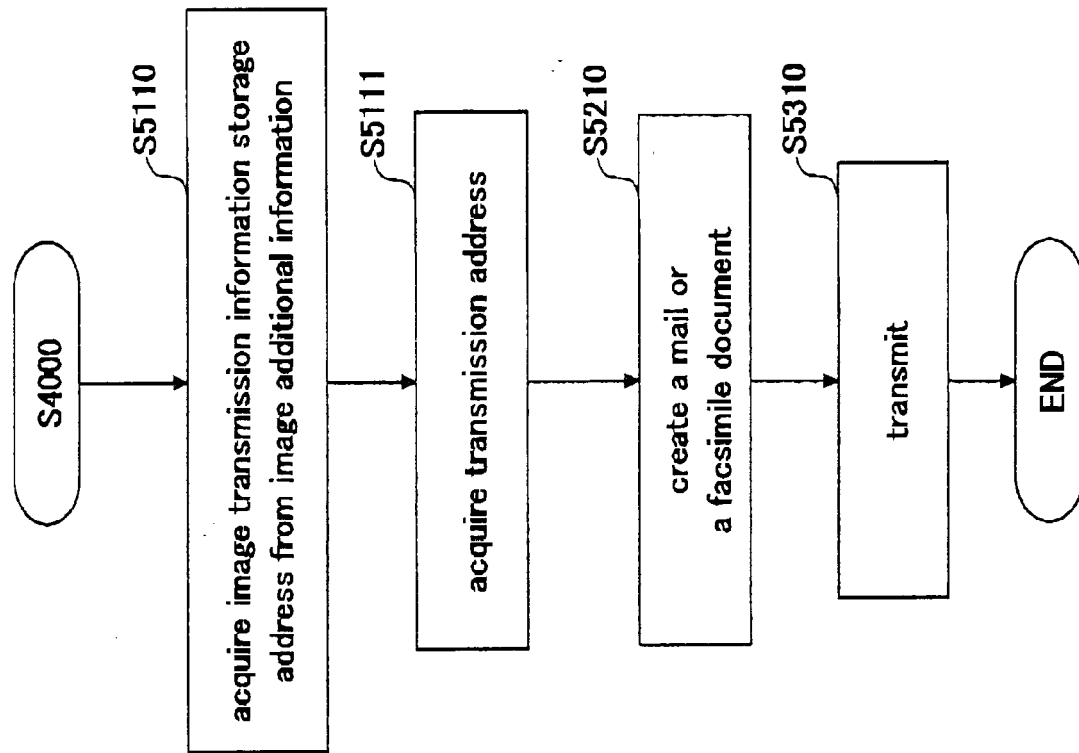 S4000
S5110
acquire image transmission information storage
address from image additional information
S5111
acquire transmission address
S5210
create a mail or
a facsimile document
S5310
transmit
END